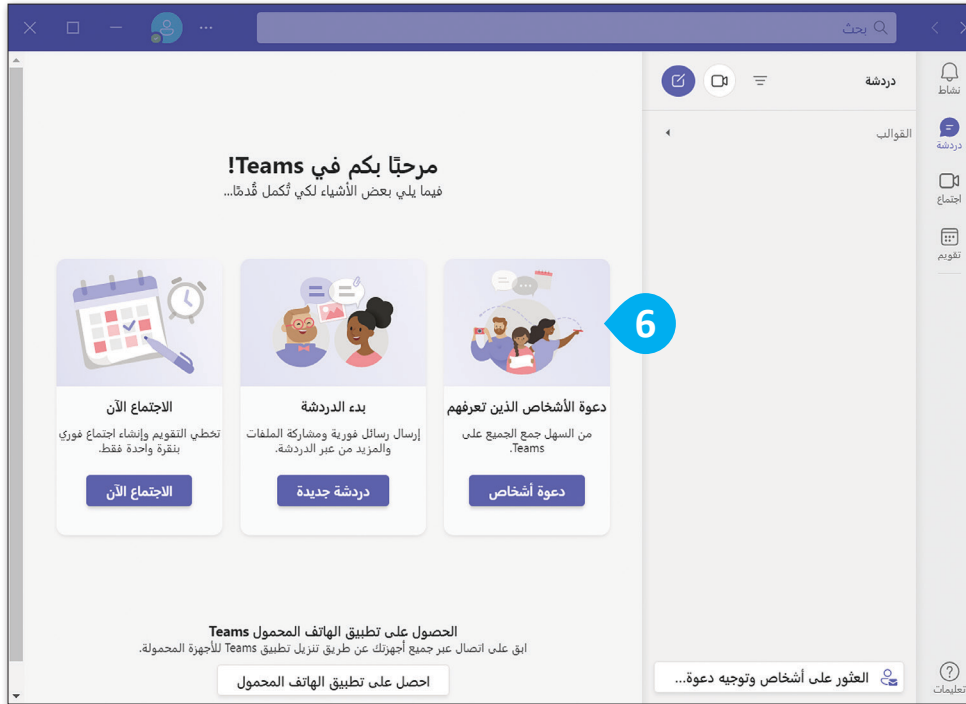 بحث
نشاط
دردشة
اجتماع
تقويم
تعليمات
دردشة
القوالب
العثور على أشخاص وتوجيه دعوة...
مرحبًا بكم في Teams!
فيما يلي بعض الأشياء لكي تُكمل قُدمًا...
6
دعوة الأشخاص الذين تعرفهم
من السهل جمع الجميع على
Teams.
دعوة أشخاص
بدء الدردشة
إرسال رسائل فورية ومشاركة الملفات
والمزيد من عبر الدردشة.
دردشة جديدة
الاجتماع الآن
تخطي التقويم وإنشاء اجتماع فوري
بنقرة واحدة فقط.
الاجتماع الآن
الحصول على تطبيق الهاتف المحمول Teams
ابق على اتصال عبر جميع أجهزتك عن طريق تنزيل تطبيق Teams للأجهزة المحمولة.
احصل على تطبيق الهاتف المحمول